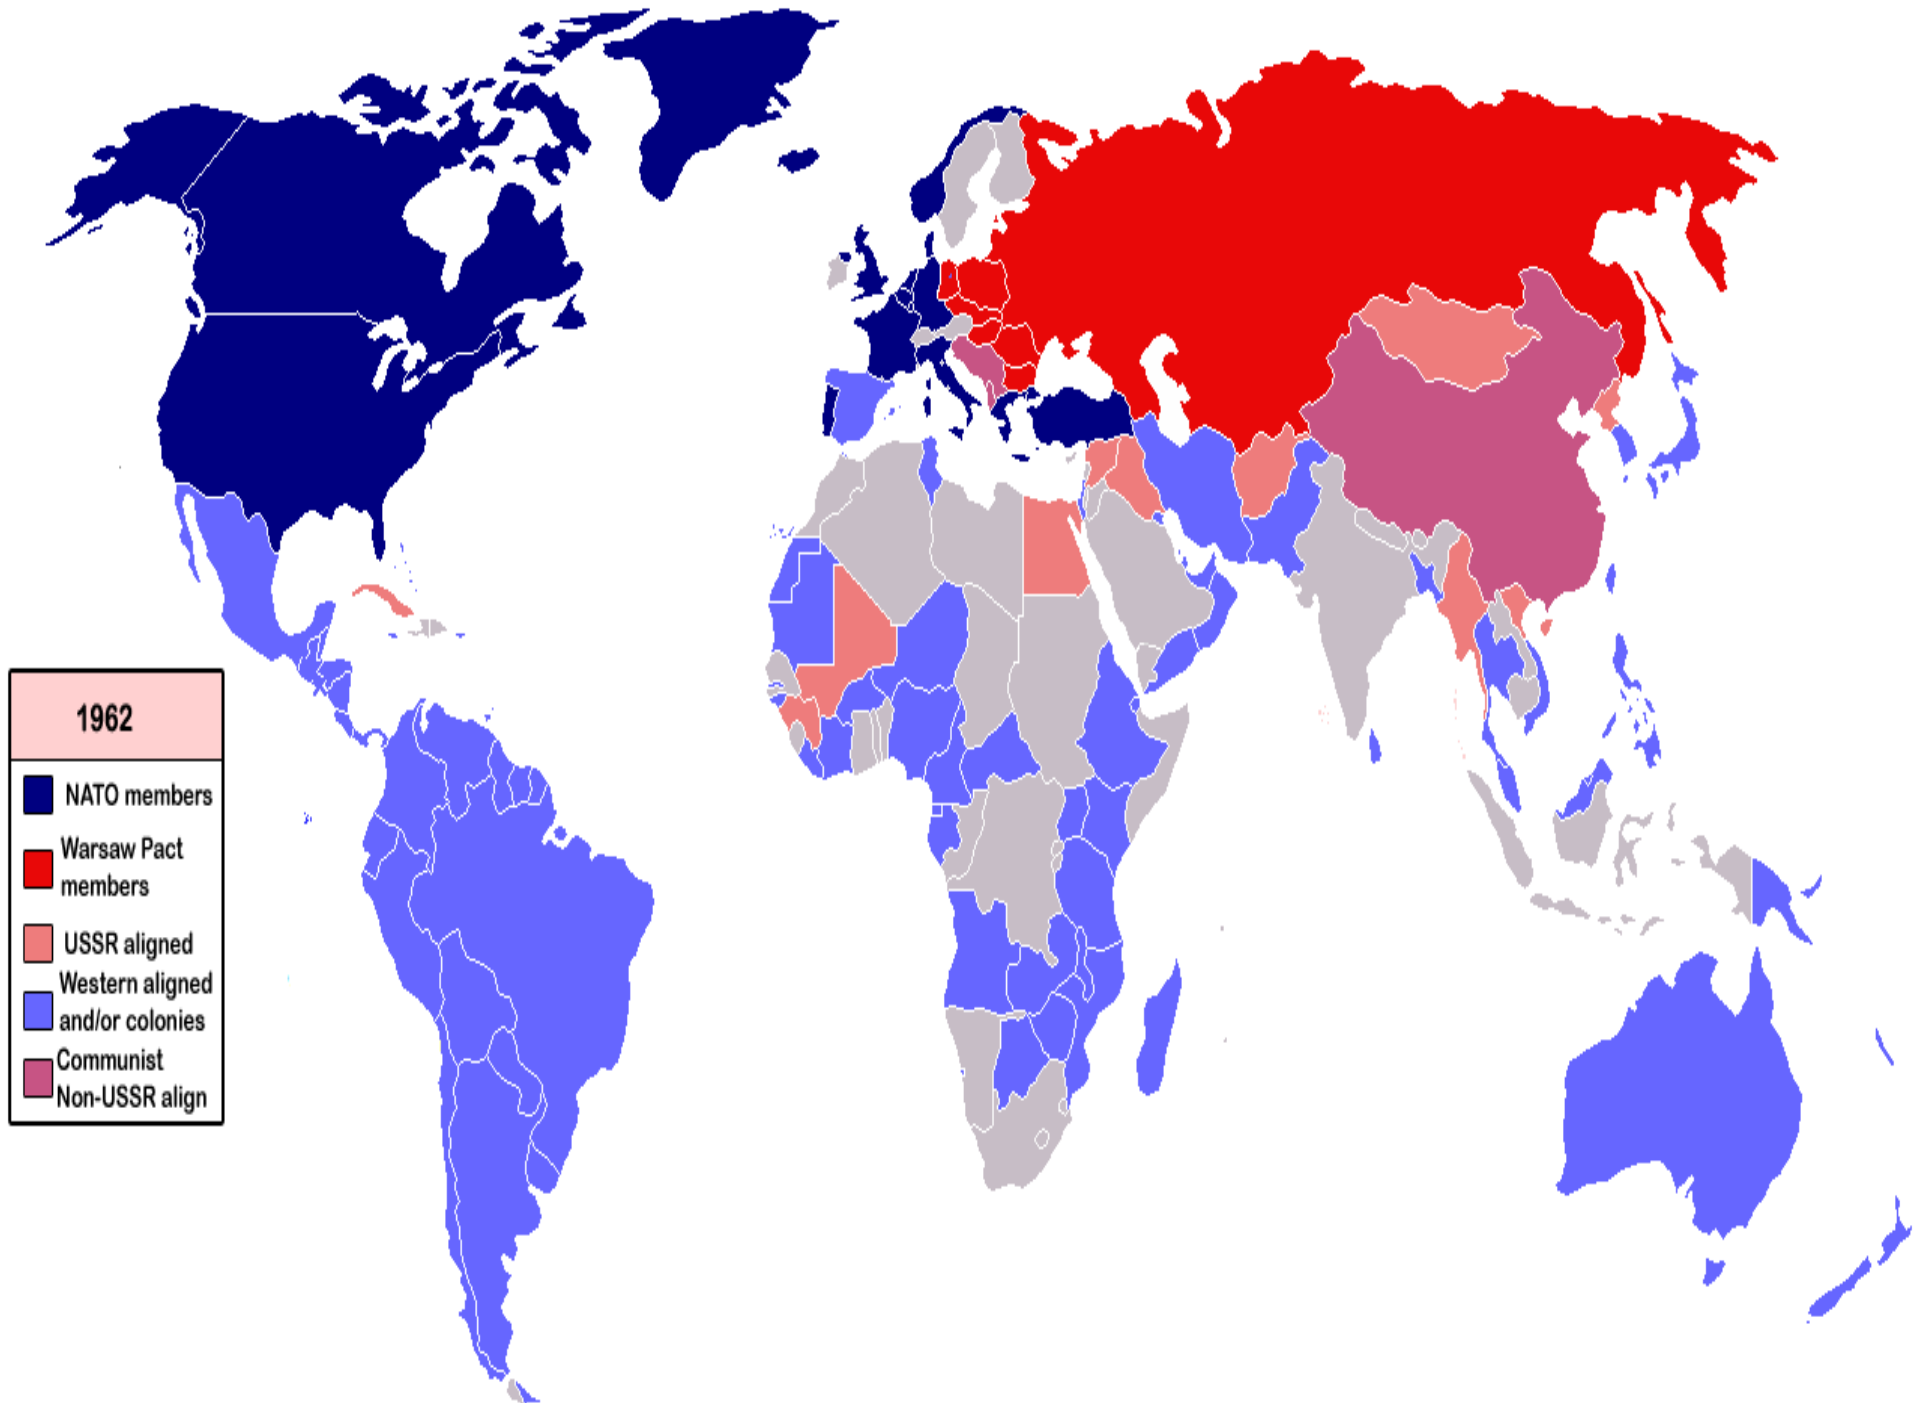 1962
NATO members
Warsaw Pact
members
USSR aligned
Western aligned
and/or colonies
Communist
Non-USSR align